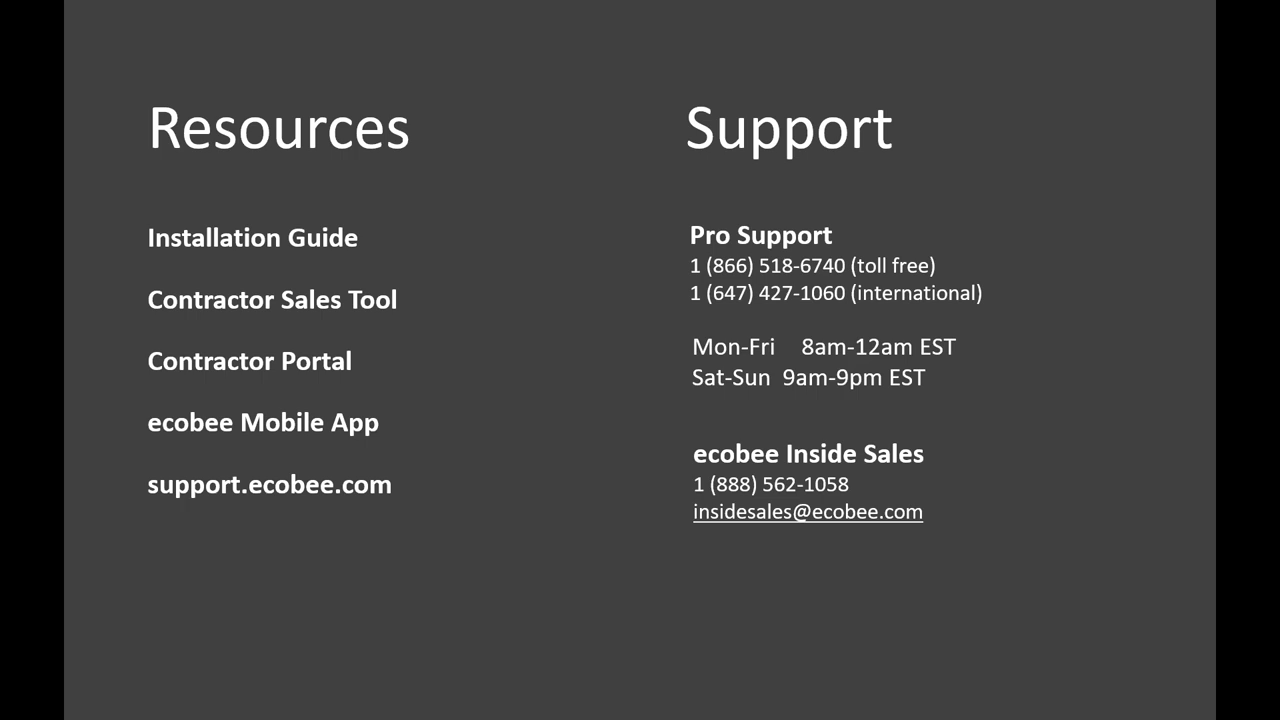 Resources
Installation Guide
Contractor Sales Tool
Contractor Portal
ecobee Mobile App
support.ecobee.com
Support
Pro Support
1 (866) 518-6740 (toll free)
1 (647) 427-1060 (international)
Mon-Fri 8am-12am EST
Sat-Sun 9am-9pm EST
ecobee Inside Sales
1 (888) 562-1058
insidesales@ecobee.com